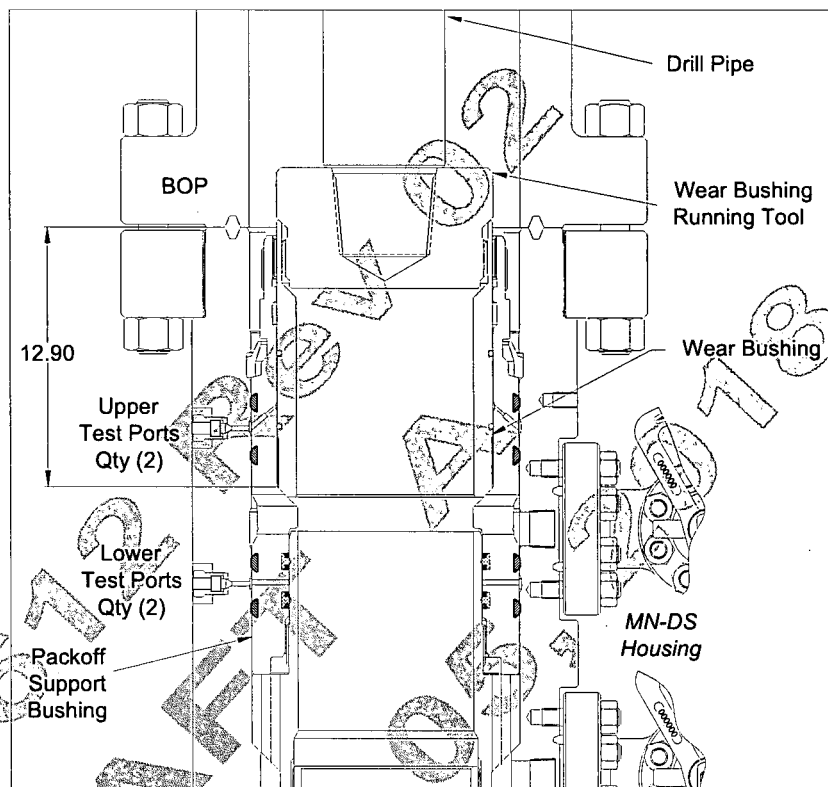 Drill Pipe
BOP
Wear Bushing
Running Tool
12.90
Wear Bushing
Upper
Test Ports
Qty (2)
Lower
Test Ports
Qty (2)
MN-DS
Housing
Packoff
Support
Bushing